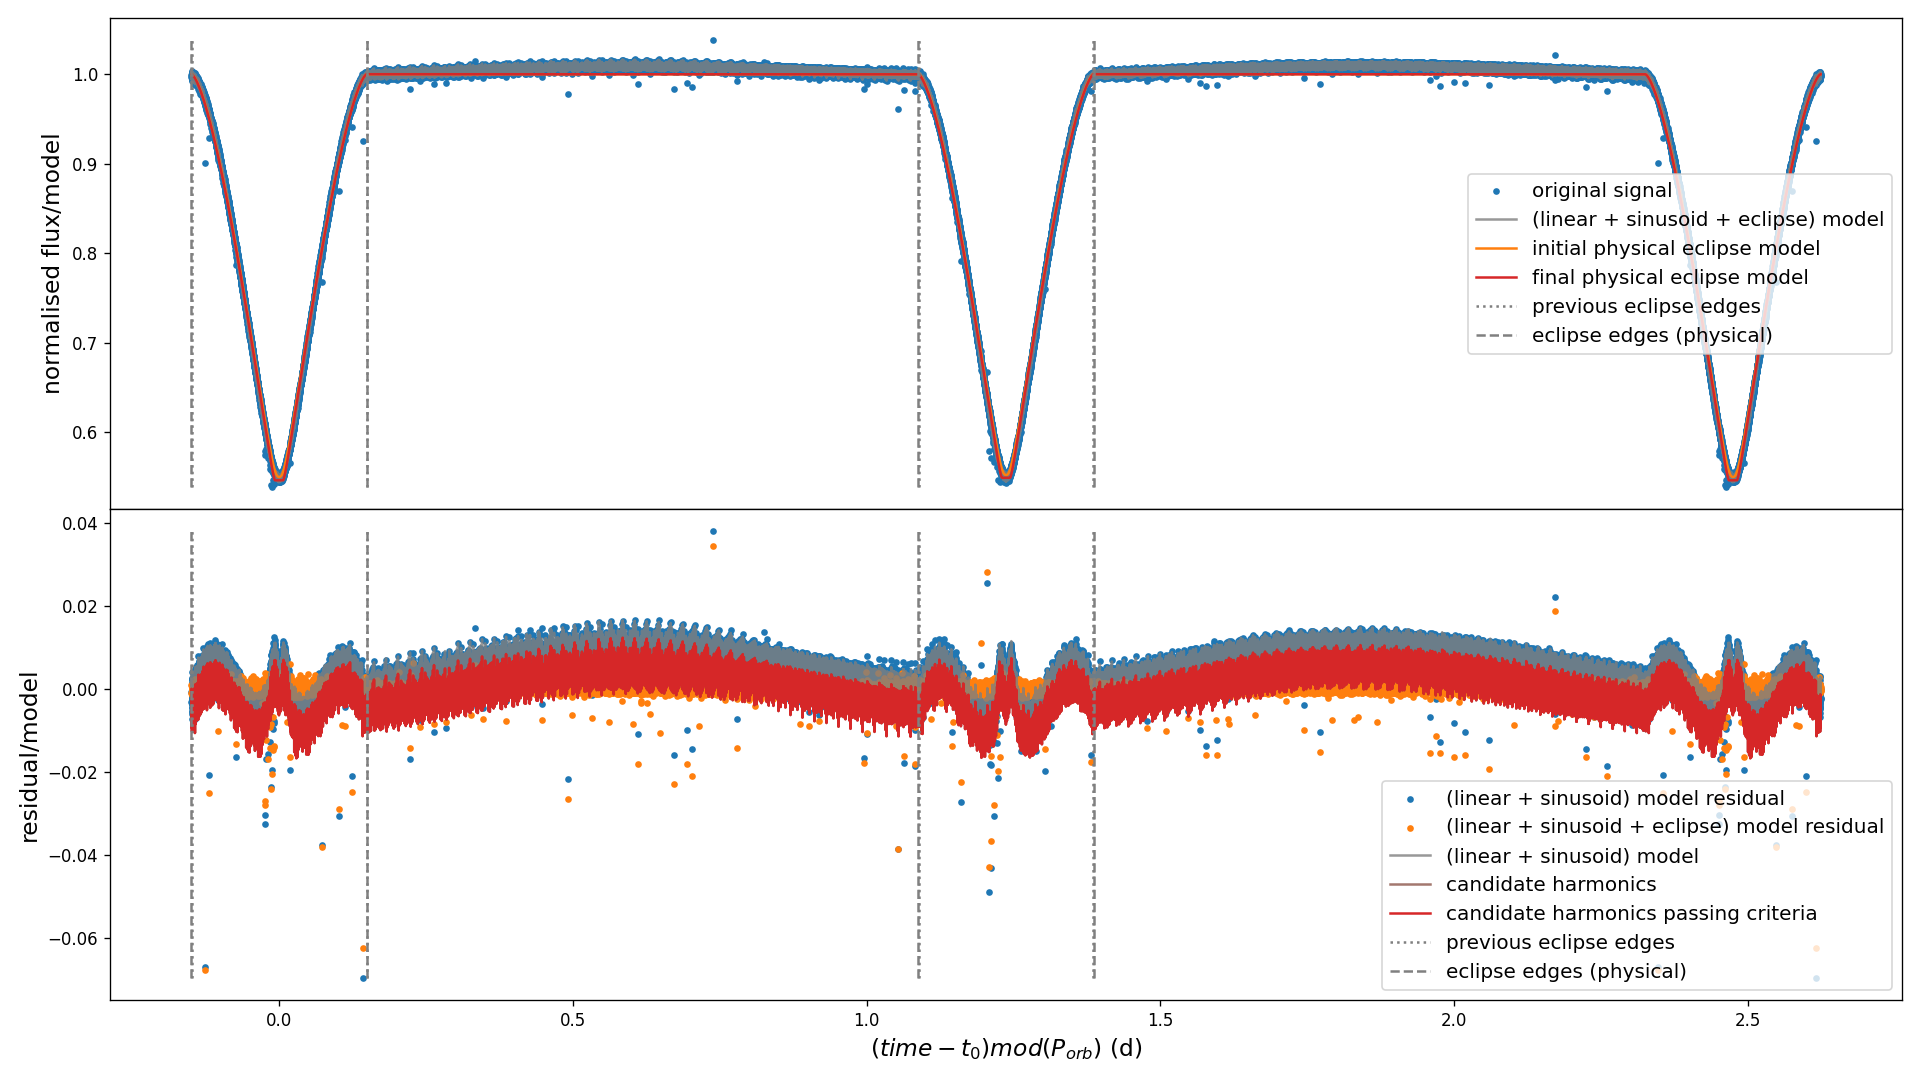 normalised flux/model
1.0
0.9
0.8
0.7
0.6
original signal
(linear + sinusoid + eclipse) model
initial physical eclipse model
final physical eclipse model
previous eclipse edges
eclipse edges (physical)
residual/model
0.04
0.02
0.00
−0.02
−0.04
−0.06
(linear + sinusoid) model residual
(linear + sinusoid + eclipse) model residual
(linear + sinusoid) model
candidate harmonics
candidate harmonics passing criteria
previous eclipse edges
eclipse edges (physical)
0.0 0.5 1.0 1.5 2.0 2.5
(time − t₀)mod(Pₒᵣb) (d)